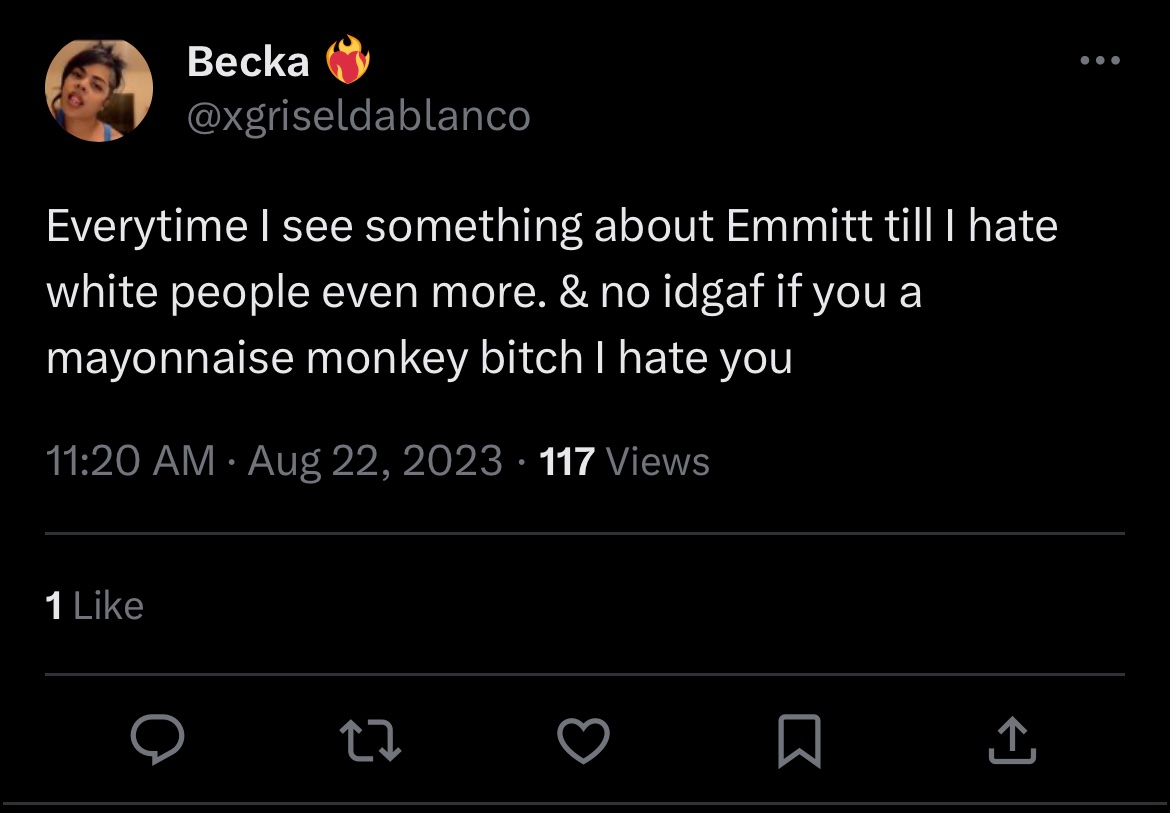 Becka ❤️‍🔥
@xgriseldablanco
Everytime I see something about Emmitt till I hate
white people even more. & no idgaf if you a
mayonnaise monkey bitch I hate you
11:20 AM · Aug 22, 2023 · 117 Views
1 Like